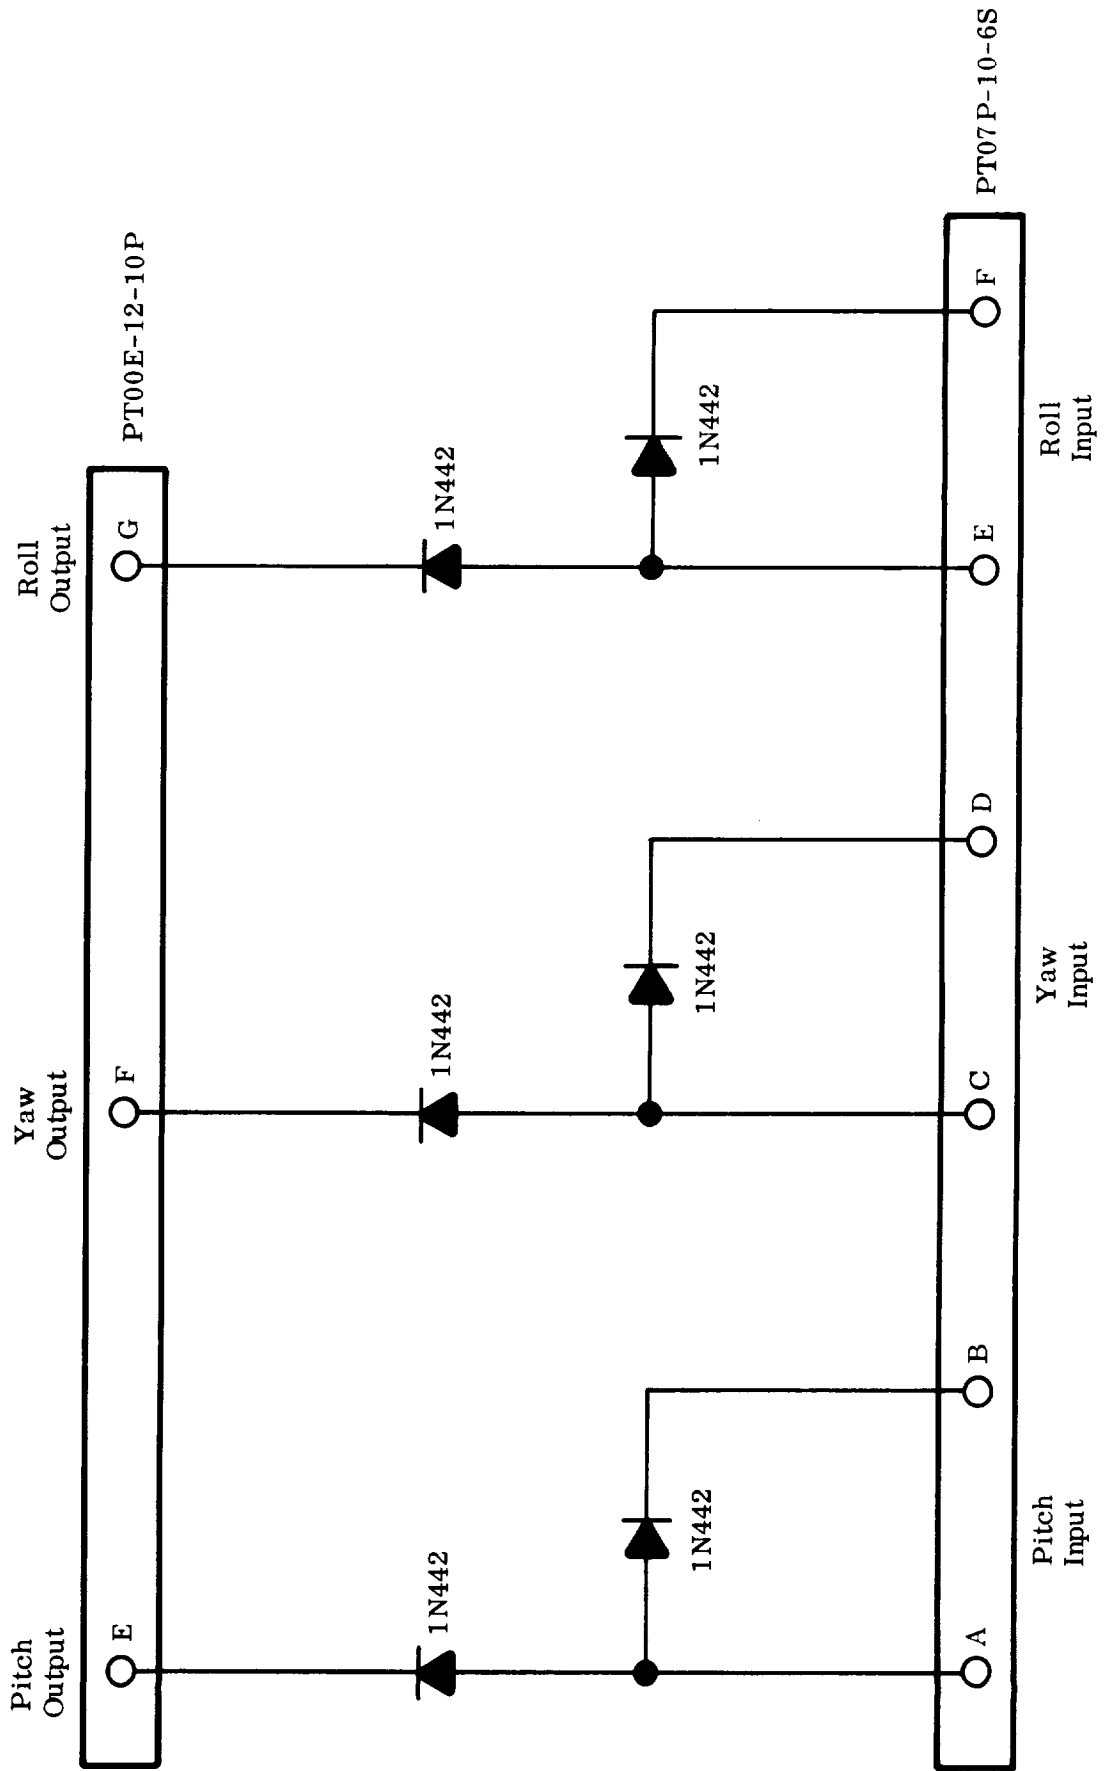 Pitch
Output
Yaw
Output
Roll
Output
E
F
G
PT00E-12-10P
1N442
1N442
1N442
1N442
1N442
1N442
A
B
C
D
E
F
PT07P-10-6S
Pitch
Input
Yaw
Input
Roll
Input